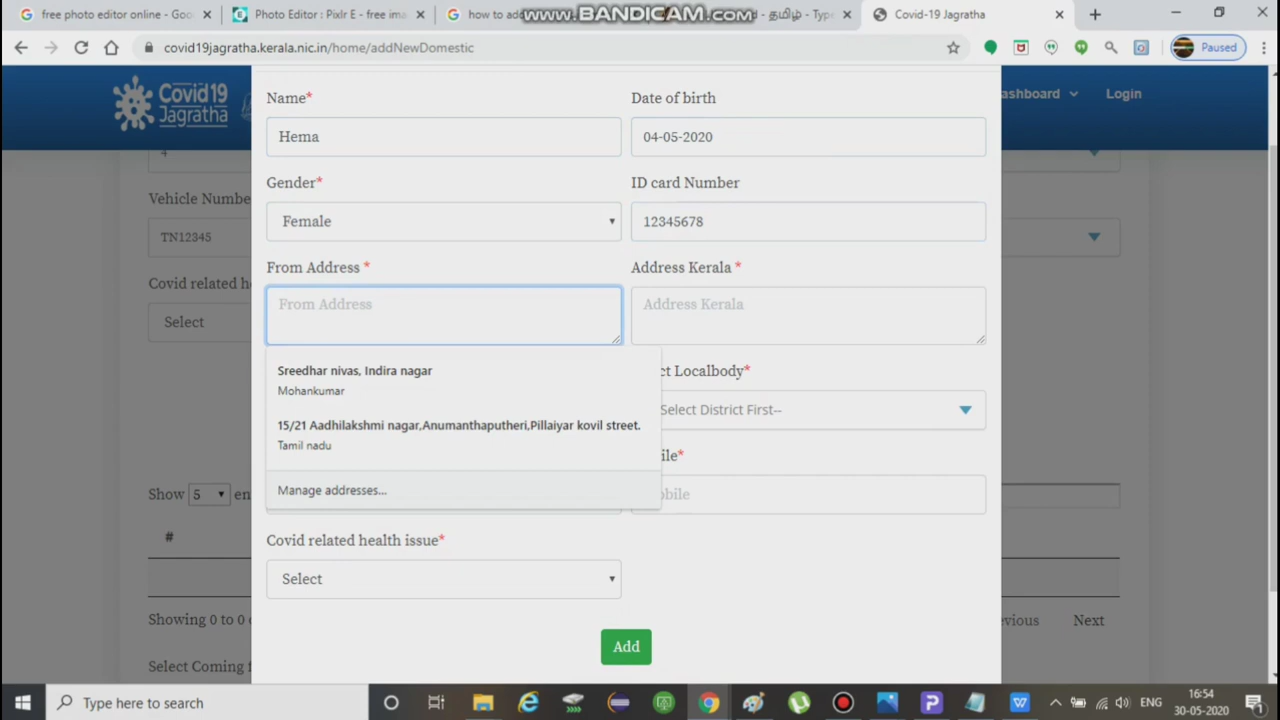 free photo editor online - Goo
Photo Editor : Pixlr E - free ima
how to ad
d - தமிழ் - Type
Covid-19 Jagratha
www.BANDICAM.com
covid19jagratha.kerala.nic.in/home/addNewDomestic
Paused
Covid19
Jagratha
ashboard
Login
Name*
Date of birth
Hema
04-05-2020
4
Gender*
ID card Number
Vehicle Numbe
Female
12345678
TN12345
From Address *
Address Kerala *
Covid related he
From Address
Address Kerala
Select
Sreedhar nivas, Indira nagar
Mohankumar
ct Localbody*
Select District First--
15/21 Aadhilakshmi nagar,Anumanthaputheri,Pillaiyar kovil street.
Tamil nadu
ile*
Show 5 en
Manage addresses...
obile
#
Covid related health issue*
Select
Showing 0 to 0 o
vious
Next
Add
Select Coming f
Type here to search
ENG
16:54
30-05-2020
1